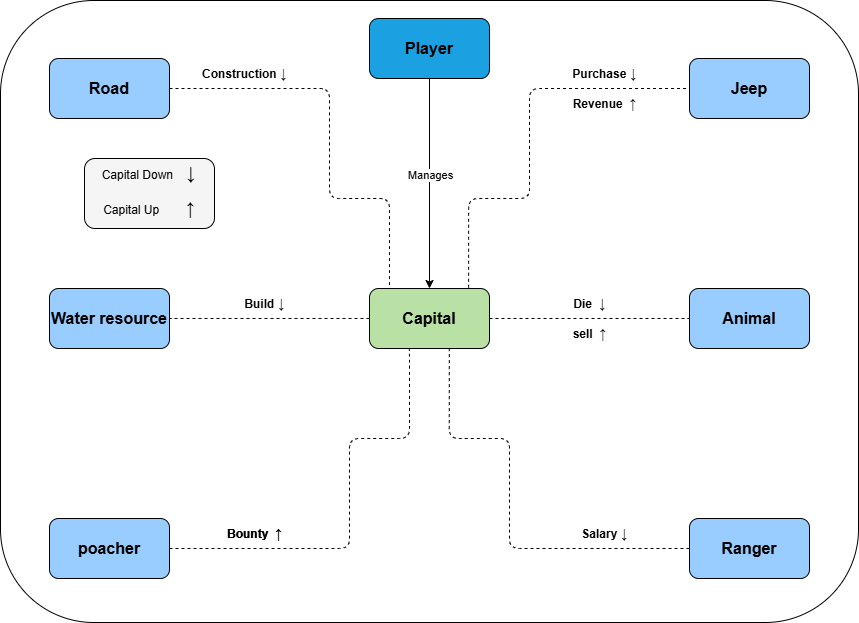 Player
Road
Construction ↓
Purchase ↓
Jeep
Revenue ↑
Capital Down ↓
Manages
Capital Up ↑
Water resource
Build ↓
Capital
Die ↓
Animal
sell ↑
poacher
Bounty ↑
Salary ↓
Ranger